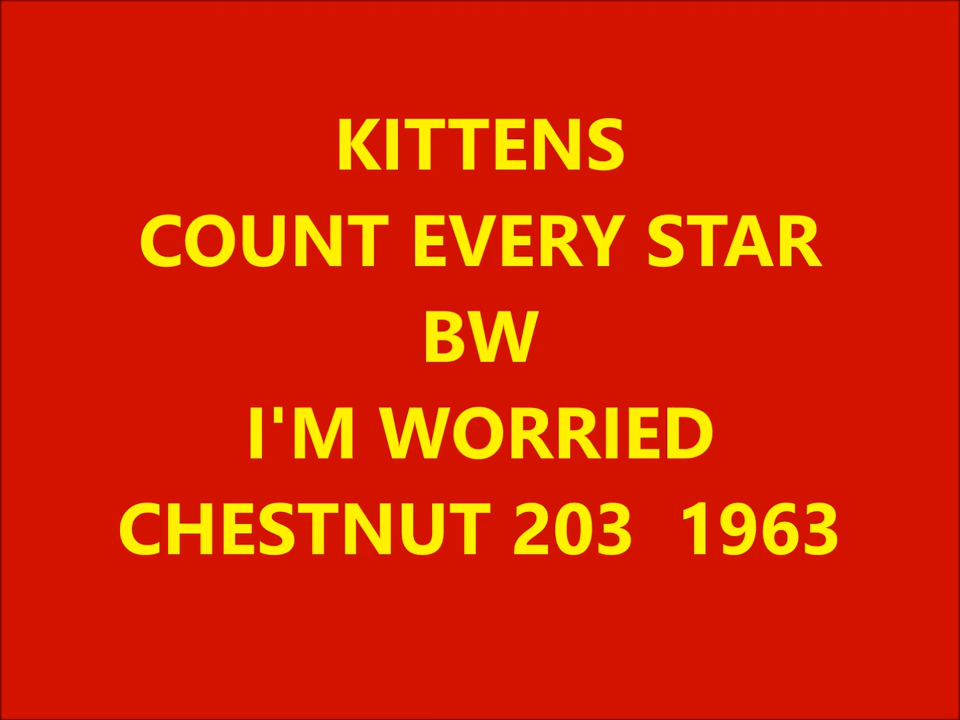 KITTENS
COUNT EVERY STAR
BW
I'M WORRIED
CHESTNUT 203  1963